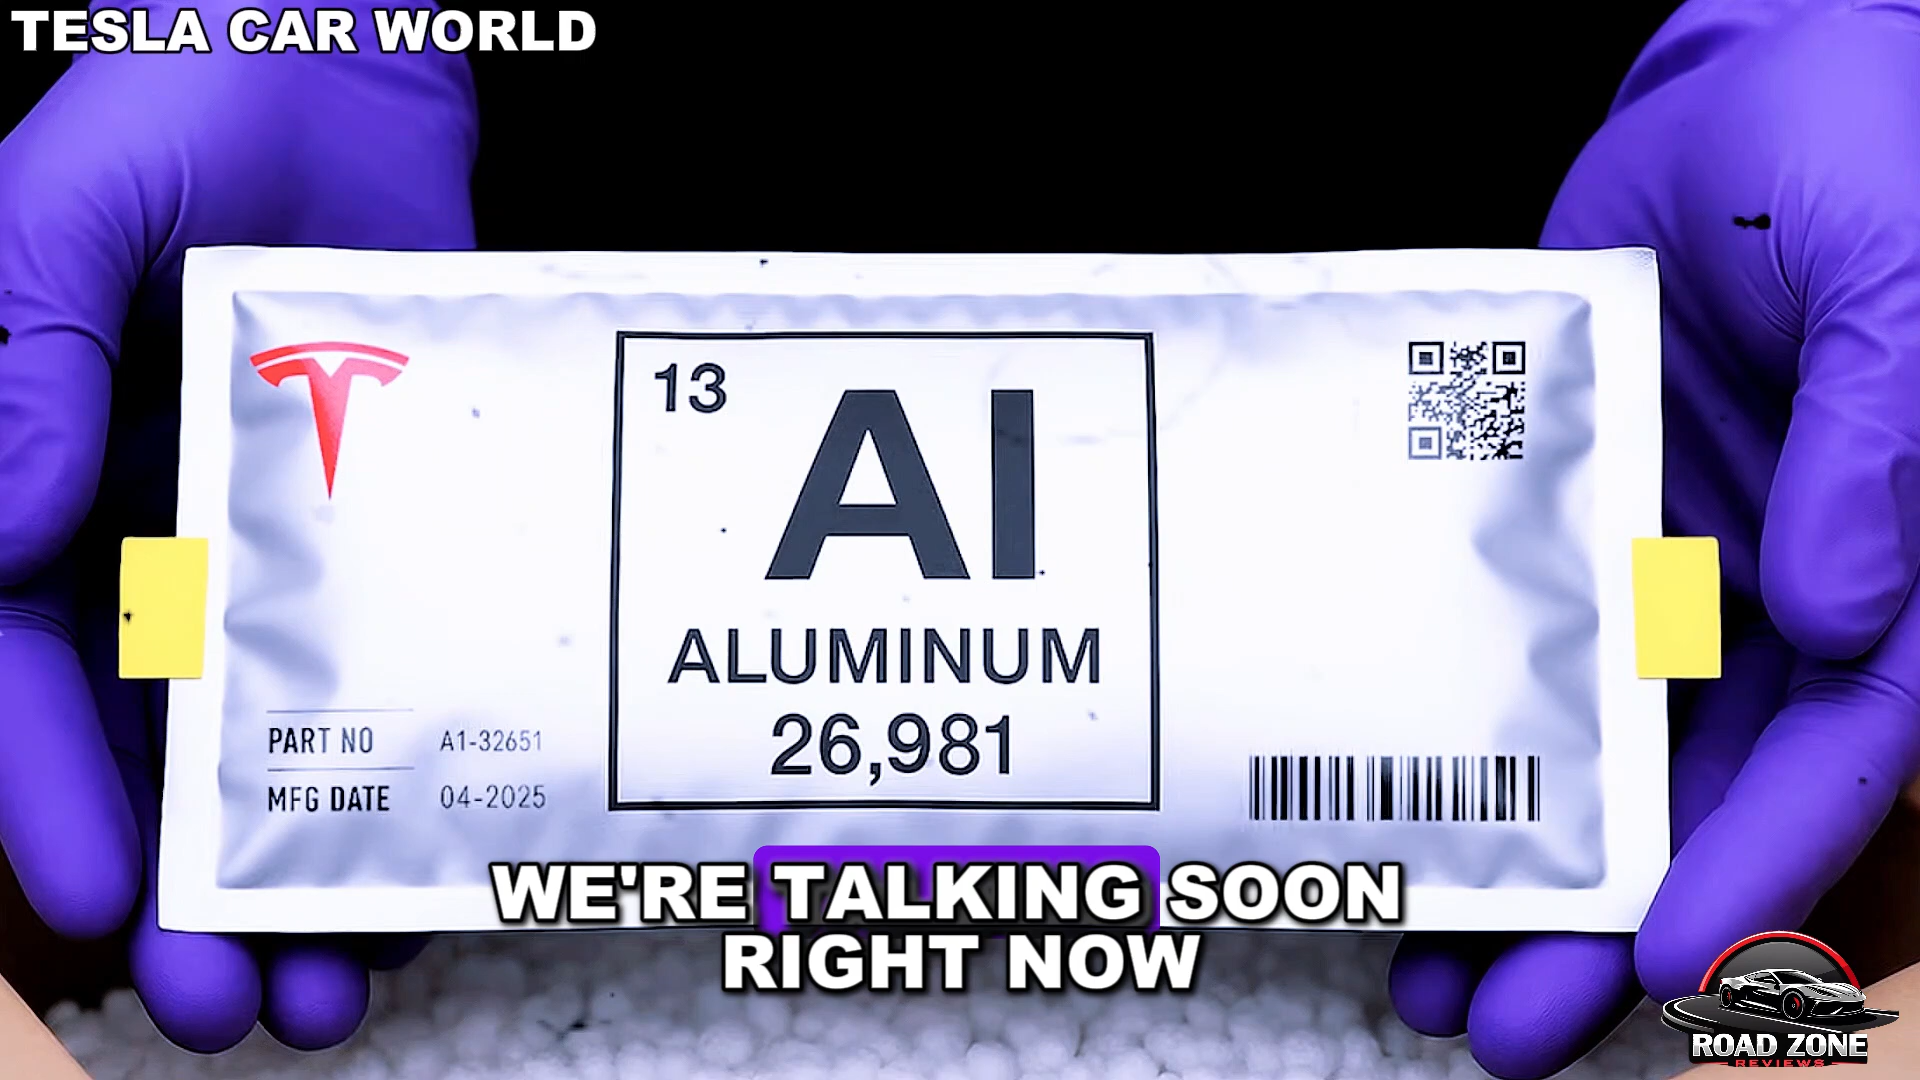 TESLA CAR WORLD
13
Al
ALUMINUM
26,981
PART NO A1-32651
MFG DATE 04-2025
WE'RE TALKING SOON
RIGHT NOW
ROAD ZONE
REVIEWS